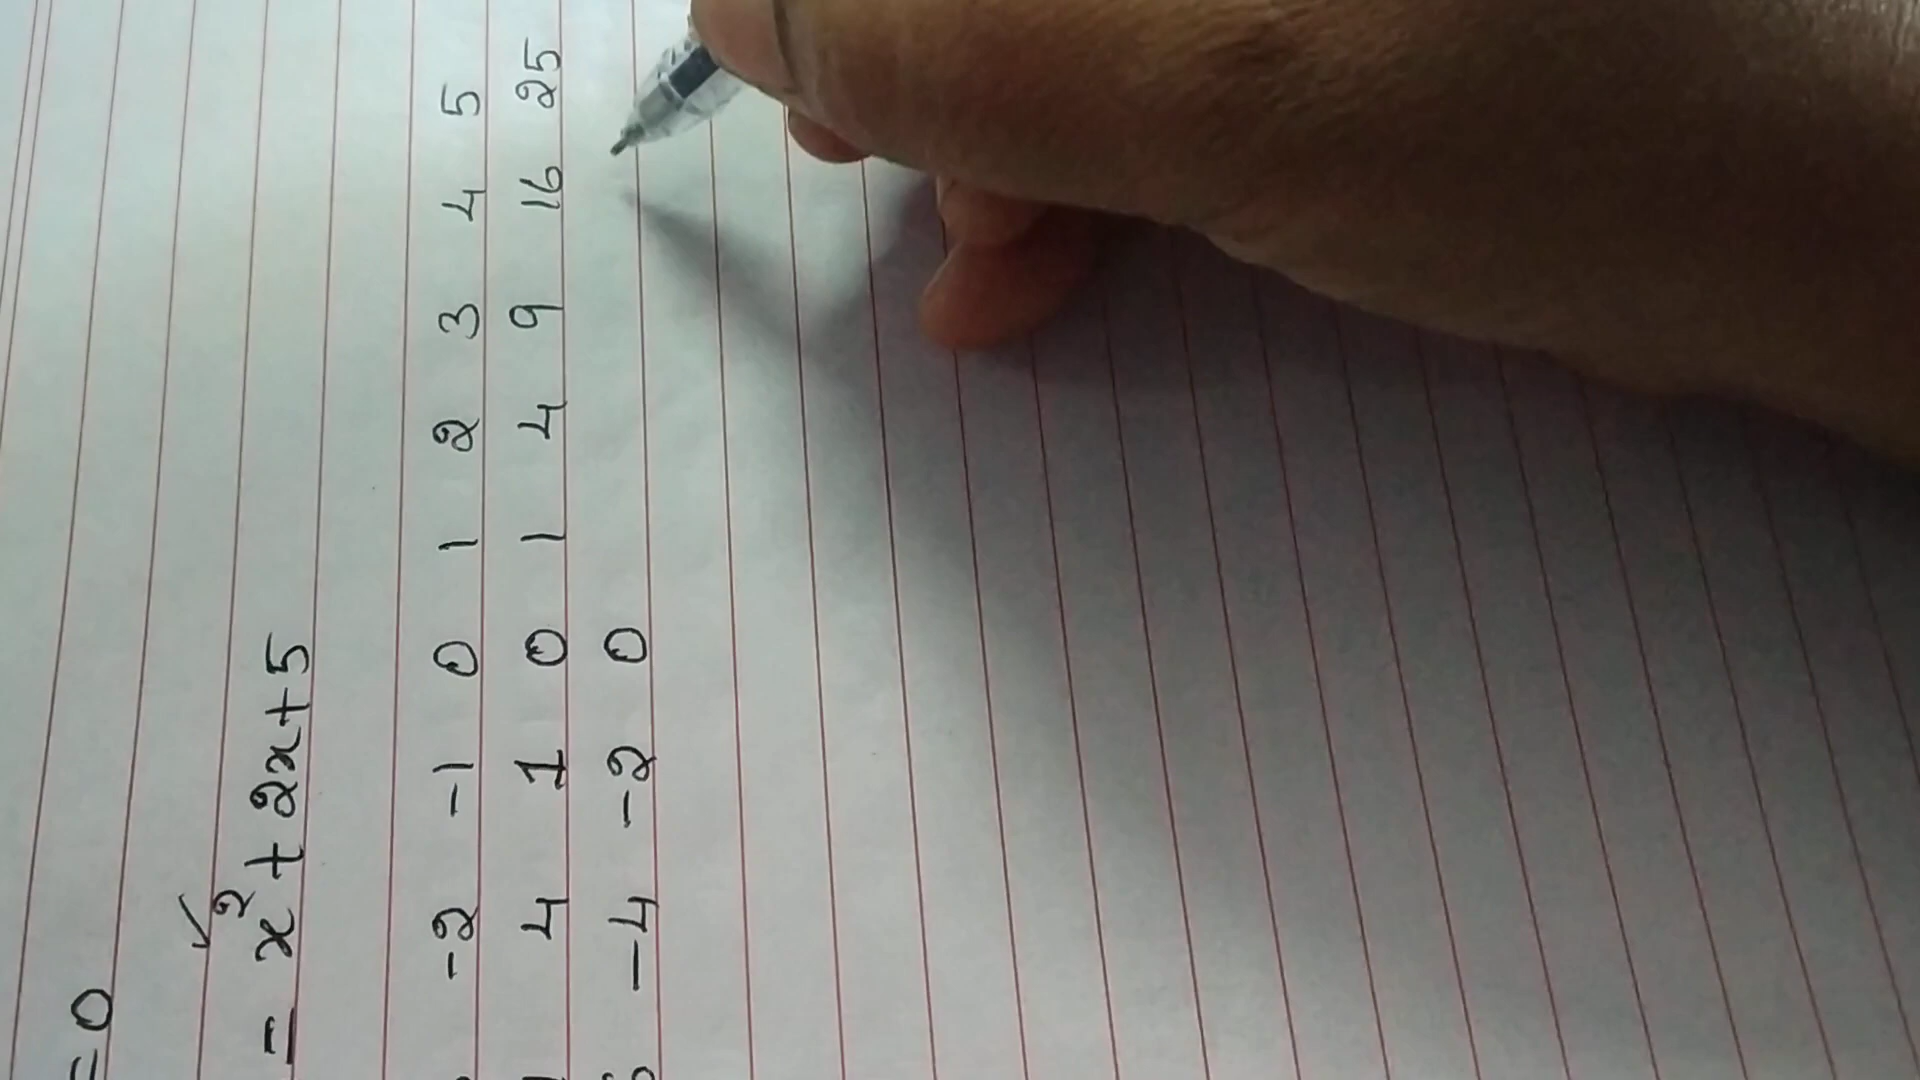 = 0
= x² + 2x + 5
-2 -1 0 1 2 3 4 5
4 1 0 1 4 9 16 25
-4 -2 0